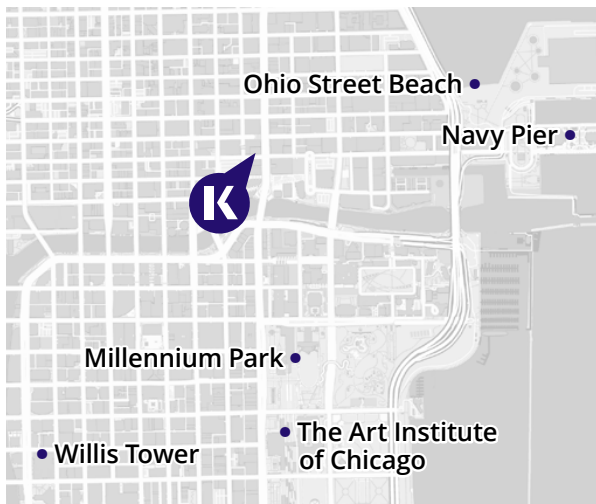 Ohio Street Beach
Navy Pier
K
Millennium Park
The Art Institute
of Chicago
Willis Tower